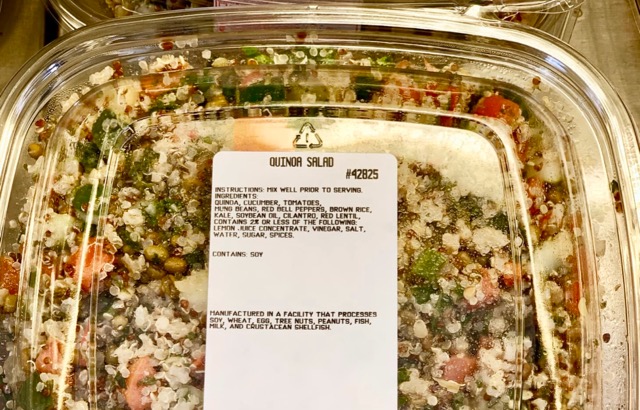 QUINOA SALAD
#42825
INSTRUCTIONS: MIX WELL PRIOR TO SERVING.
INGREDIENTS:
QUINOA, CUCUMBER, TOMATOES,
MUNG BEANS, RED BELL PEPPERS, BROWN RICE,
KALE, SOYBEAN OIL, CILANTRO, RED LENTIL,
CONTAINS 2% OR LESS OF THE FOLLOWING:
LEMON JUICE CONCENTRATE, VINEGAR, SALT,
WATER, SUGAR, SPICES.
CONTAINS: SOY
MANUFACTURED IN A FACILITY THAT PROCESSES
SOY, WHEAT, EGG, TREE NUTS, PEANUTS, FISH,
MILK, AND CRUSTACEAN SHELLFISH.